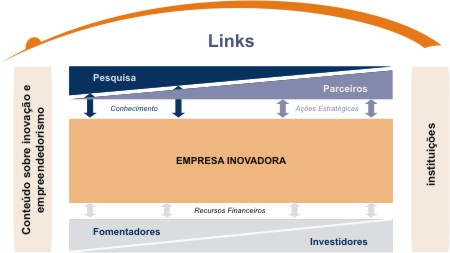 Links
Pesquisa
Parceiros
Conhecimento
Ações Estratégicas
Conteúdo sobre inovação e
empreendedorismo
EMPRESA INOVADORA
instituições
Recursos Financeiros
Fomentadores
Investidores